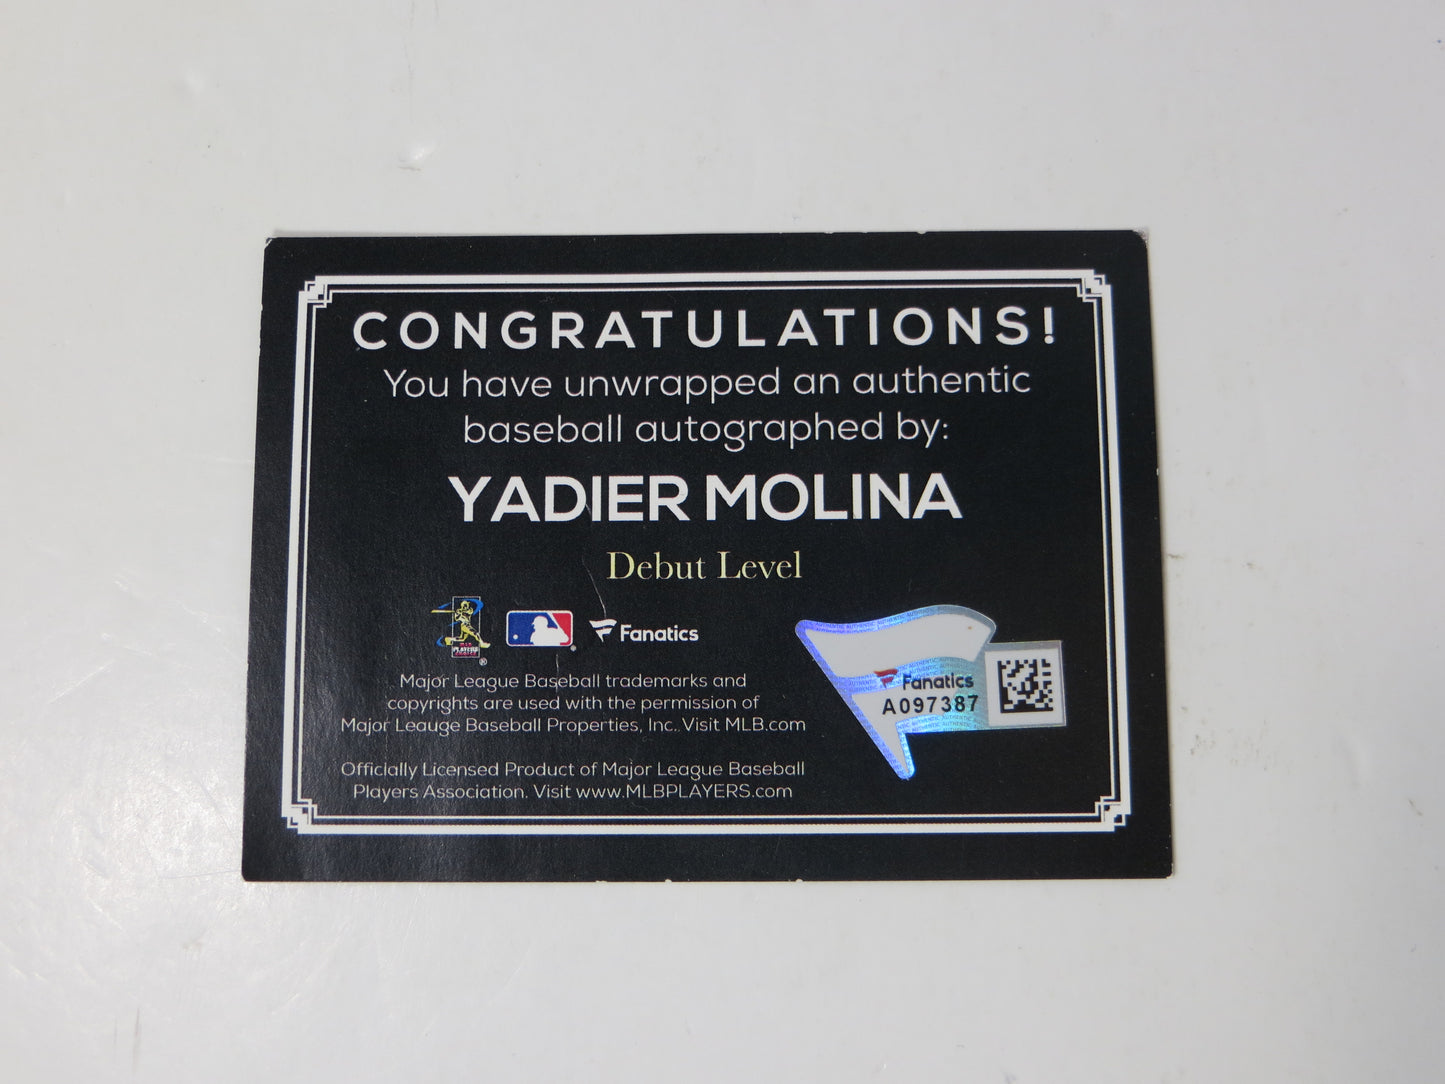 CONGRATULATIONS!
You have unwrapped an authentic
baseball autographed by:
YADIER MOLINA
Debut Level
PLAYERS
CHOICE
®
®
Fanatics
Major League Baseball trademarks and
copyrights are used with the permission of
Major Leauge Baseball Properties, Inc. Visit MLB.com
Officially Licensed Product of Major League Baseball
Players Association. Visit www.MLBPLAYERS.com
Fanatics
A097387